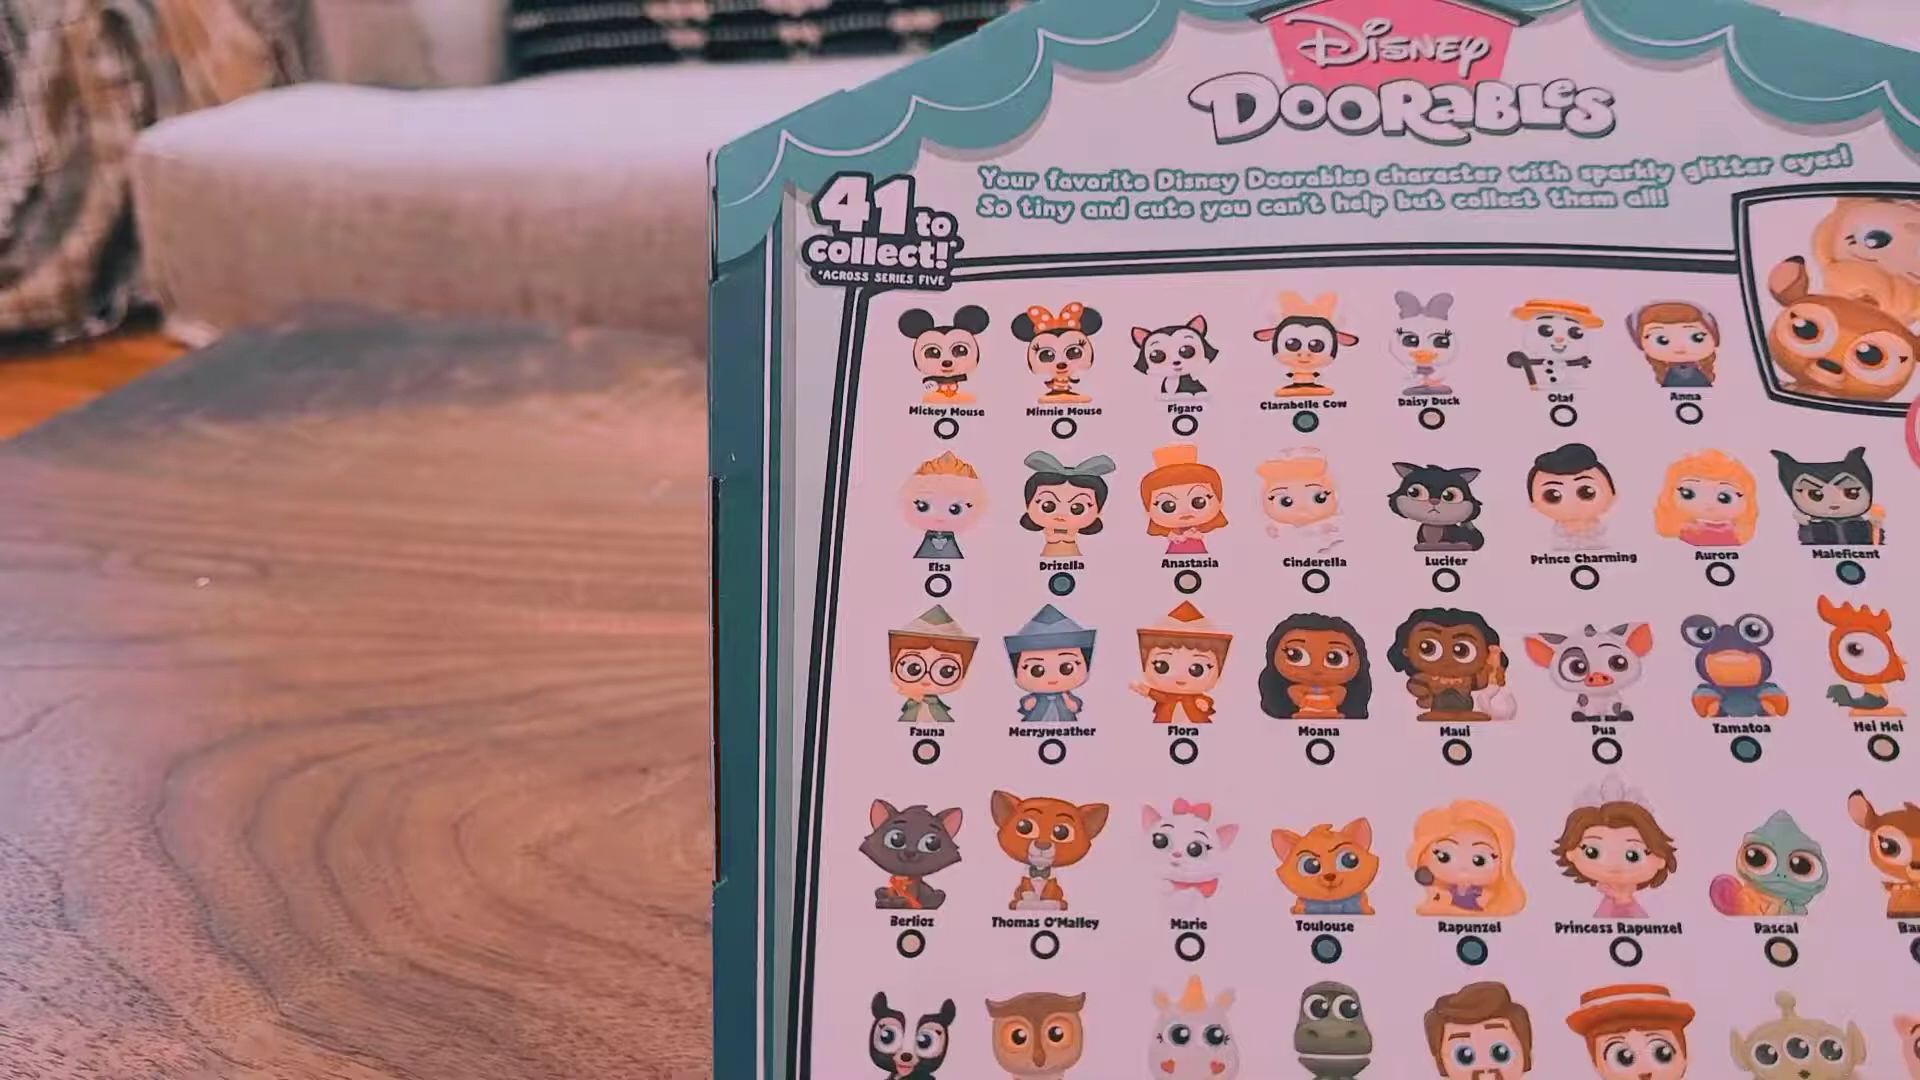 Disney
Doorables
Your favorite Disney Doorables character with sparkly glitter eyes!
So tiny and cute you can't help but collect them all!
41 to
collect!*
*ACROSS SERIES FIVE
Mickey Mouse Minnie Mouse Figaro Clarabelle Cow Daisy Duck Olaf Anna
Elsa Drizella Anastasia Cinderella Lucifer Prince Charming Aurora Maleficent
Fauna Merryweather Flora Moana Maui Pua Tamatoa Hei Hei
Berlioz Thomas O'Malley Marie Toulouse Rapunzel Princess Rapunzel Pascal